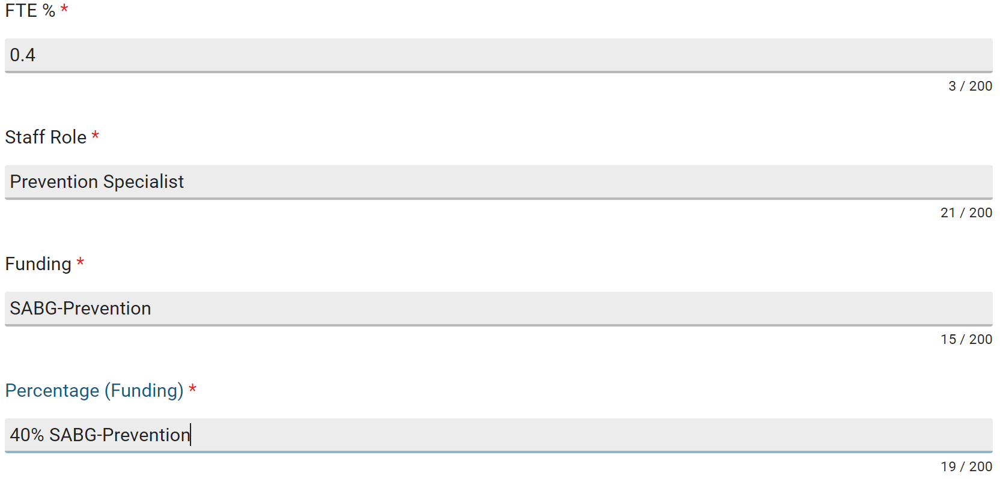 FTE % *
0.4
3 / 200
Staff Role *
Prevention Specialist
21 / 200
Funding *
SABG-Prevention
15 / 200
Percentage (Funding) *
40% SABG-Prevention
19 / 200